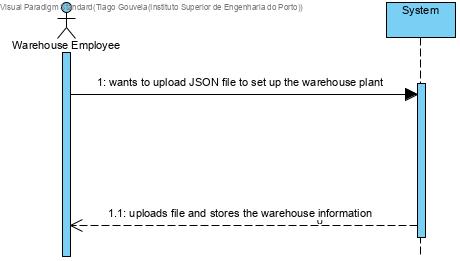 Visual Paradigm Standard(Tiago Gouveia(Instituto Superior de Engenharia do Porto))
System
Warehouse Employee
1: wants to upload JSON file to set up the warehouse plant
1.1: uploads file and stores the warehouse information